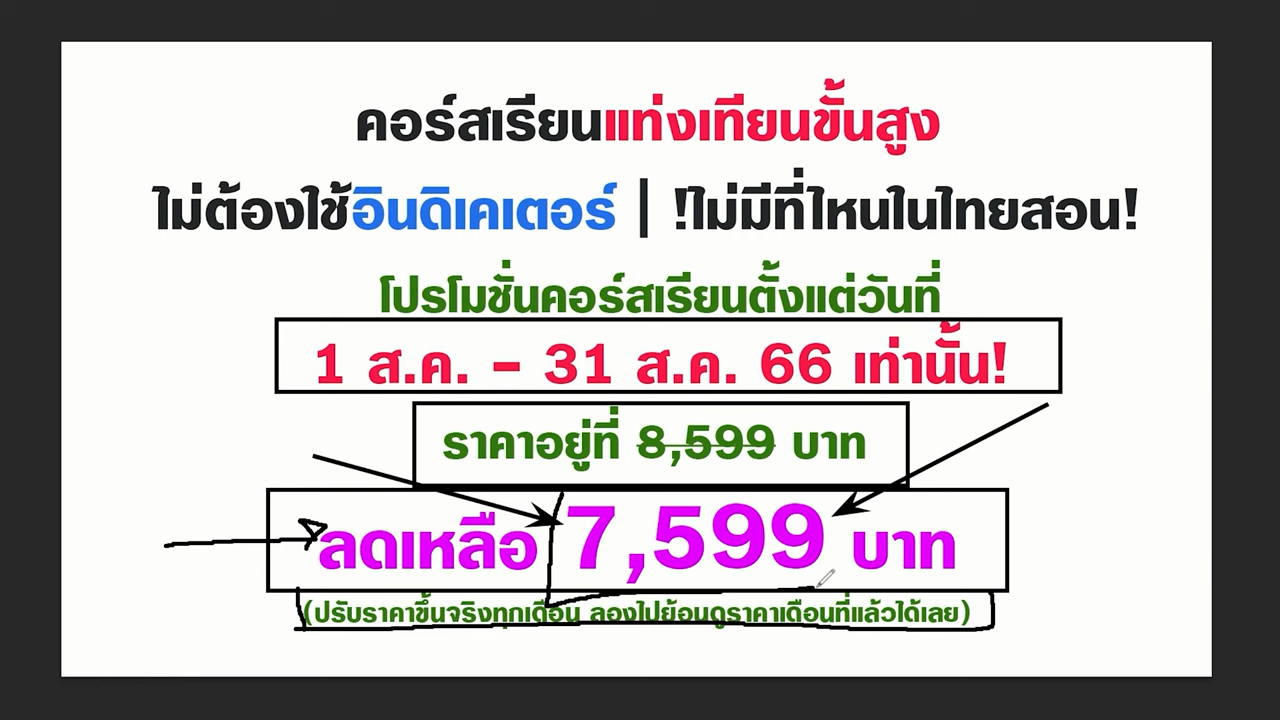 คอร์สเรียนแท่งเทียนขั้นสูง
ไม่ต้องใช้อินดิเคเตอร์ | !ไม่มีที่ไหนในไทยสอน!
โปรโมชั่นคอร์สเรียนตั้งแต่วันที่
1 ส.ค. - 31 ส.ค. 66 เท่านั้น!
ราคาอยู่ที่ 8,599 บาท
ลดเหลือ 7,599 บาท
(ปรับราคาขึ้นจริงทุกเดือน ลองไปย้อนดูราคาเดือนที่แล้วได้เลย)